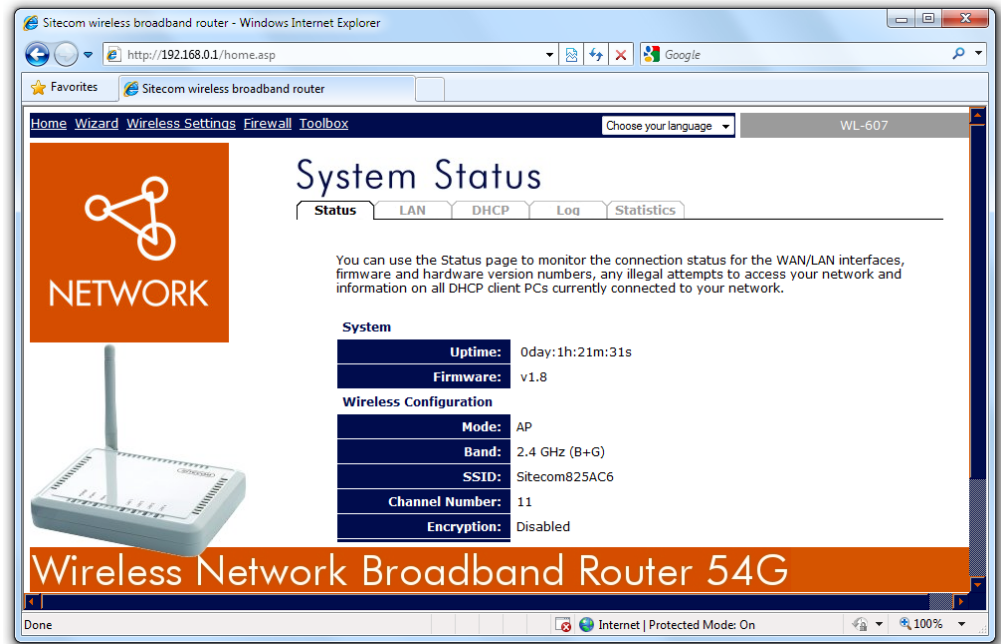 Sitecom wireless broadband router - Windows Internet Explorer
http://192.168.0.1/home.asp Google
Favorites Sitecom wireless broadband router
Home Wizard Wireless Settings Firewall Toolbox Choose your language WL-607
System Status
NETWORK
Status LAN DHCP Log Statistics
You can use the Status page to monitor the connection status for the WAN/LAN interfaces,
firmware and hardware version numbers, any illegal attempts to access your network and
information on all DHCP client PCs currently connected to your network.
System
Uptime: 0day:1h:21m:31s
Firmware: v1.8
Wireless Configuration
Mode: AP
Band: 2.4 GHz (B+G)
SSID: Sitecom825AC6
Channel Number: 11
Encryption: Disabled
Wireless Network Broadband Router 54G
Done Internet | Protected Mode: On 100%